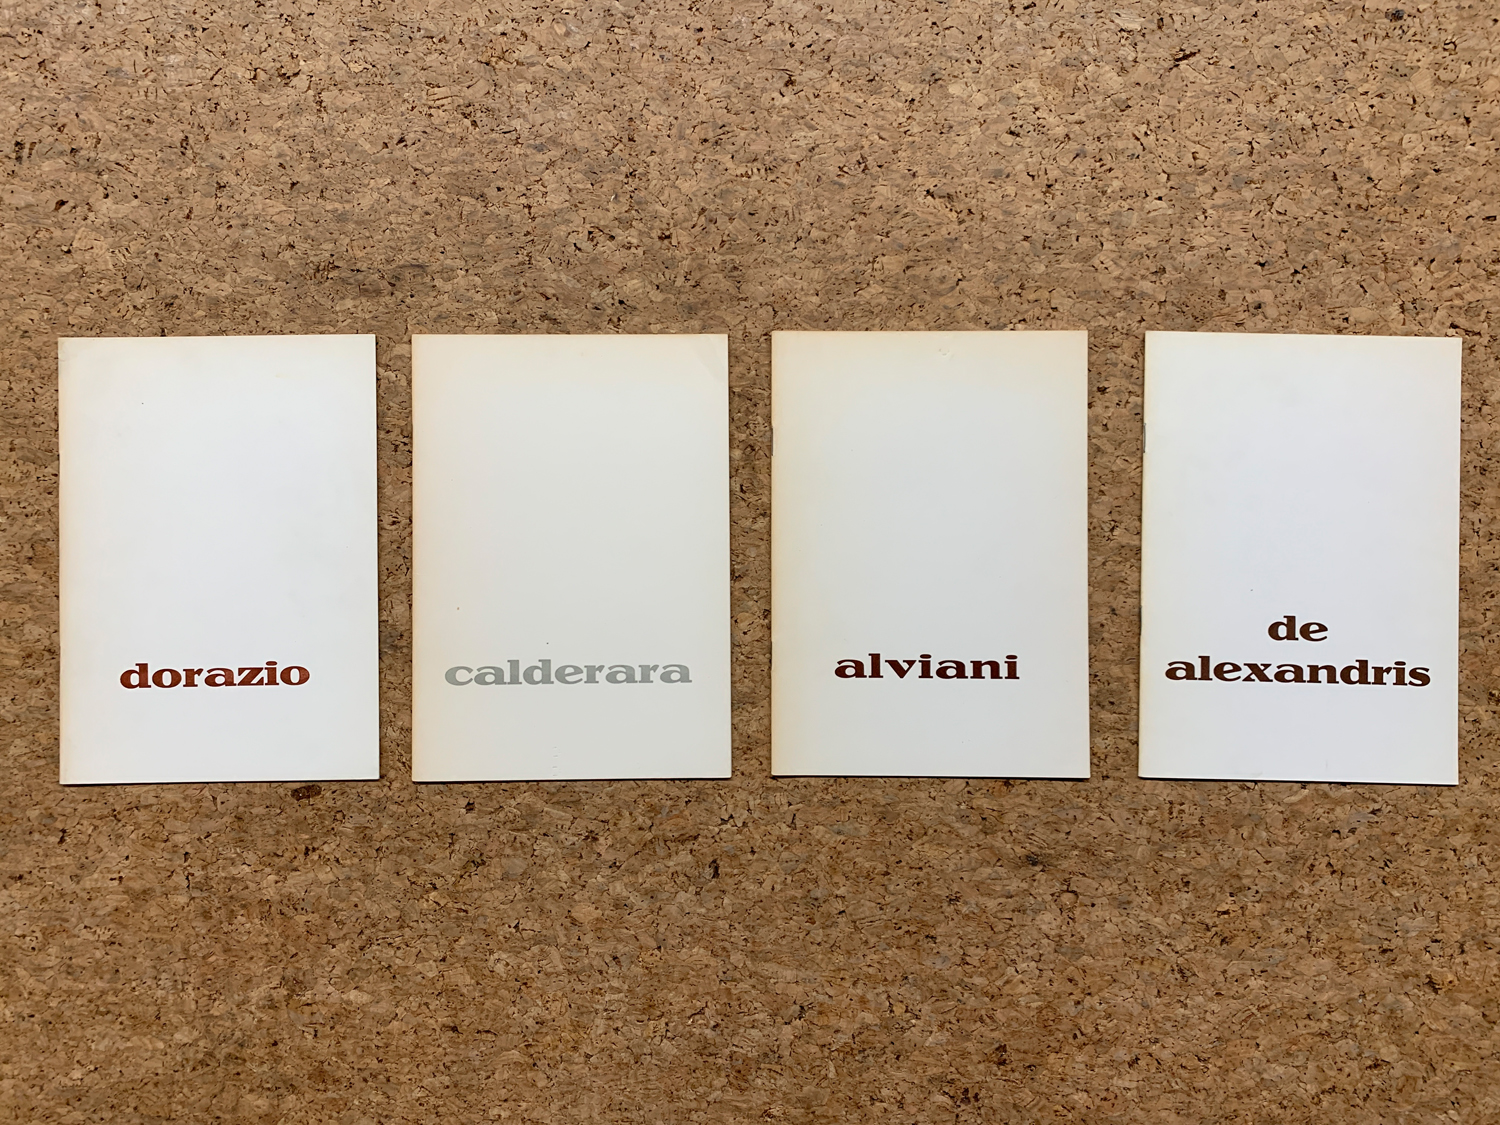 dorazio
calderara
alviani
de
alexandris